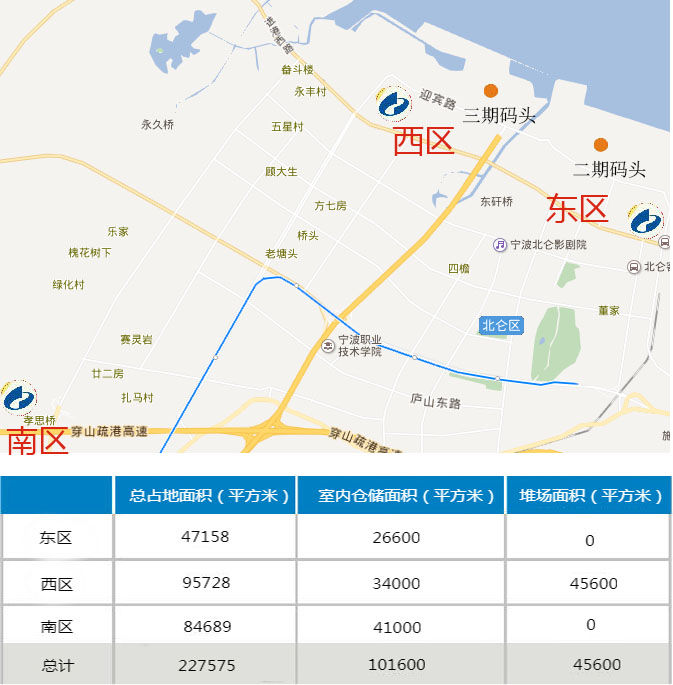 进港西路
奋斗楼
永丰村
迎宾路
三期码头
永久桥
五星村
西区
二期码头
顾大生
东区
方七房
东矸桥
乐家
桥头
宁波北仑影剧院
槐花树下
老塘头
四檐
北仑客
绿化村
董家
北仑区
赛灵岩
宁波职业
技术学院
廿二房
扎马村
庐山东路
孝思桥
南区
穿山疏港高速
穿山疏港高速
总占地面积（平方米） 室内仓储面积（平方米） 堆场面积（平方米）
东区 47158 26600 0
西区 95728 34000 45600
南区 84689 41000 0
总计 227575 101600 45600